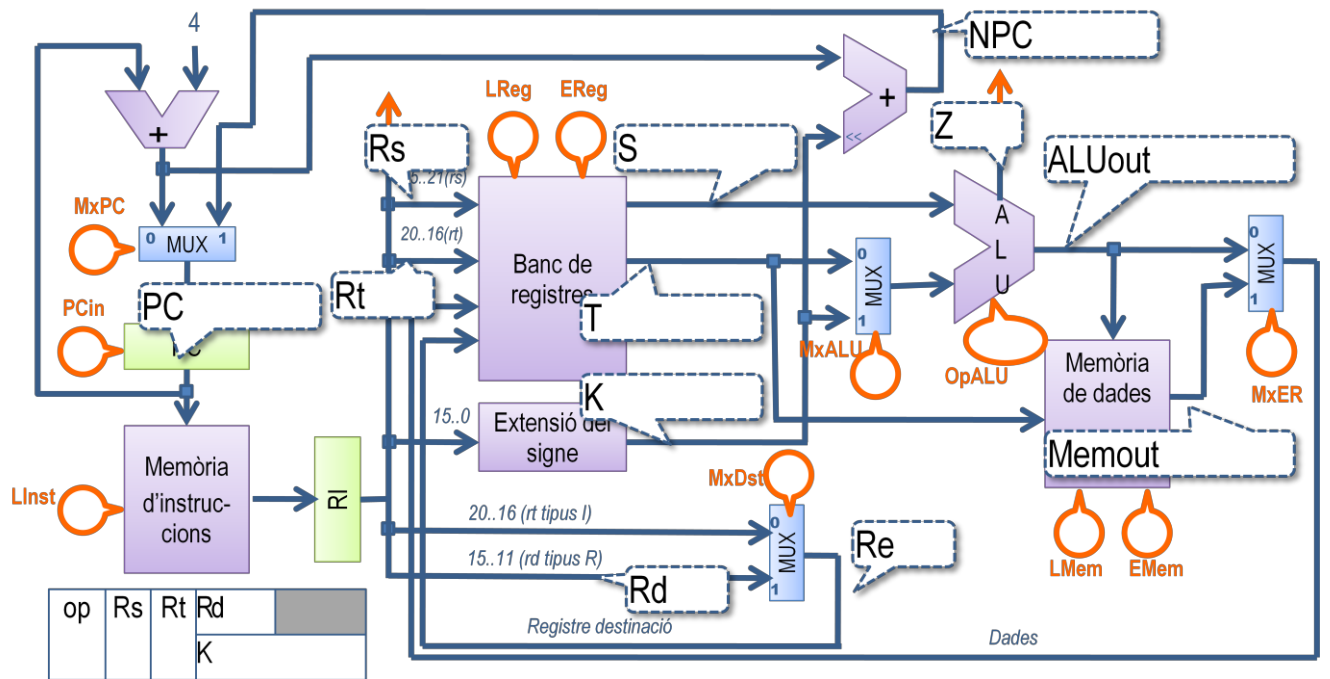 4
+
+
<<
NPC
LReg
EReg
Rs
S
Z
ALUout
5..21(rs)
MxPC
0
MUX
1
20..16(rt)
Banc de
registres
A
L
U
0
MUX
1
0
MUX
1
Rt
T
PCin
PC
MxALU
OpALU
Memòria
de dades
MxER
K
15..0
Extensió del
signe
Memòria
d'instruc-
cions
LInst
RI
MxDst
Memout
20..16 (rt tipus I)
0
MUX
1
Re
15..11 (rd tipus R)
Rd
LMem
EMem
Registre destinació
Dades
op
Rs
Rt
Rd
K